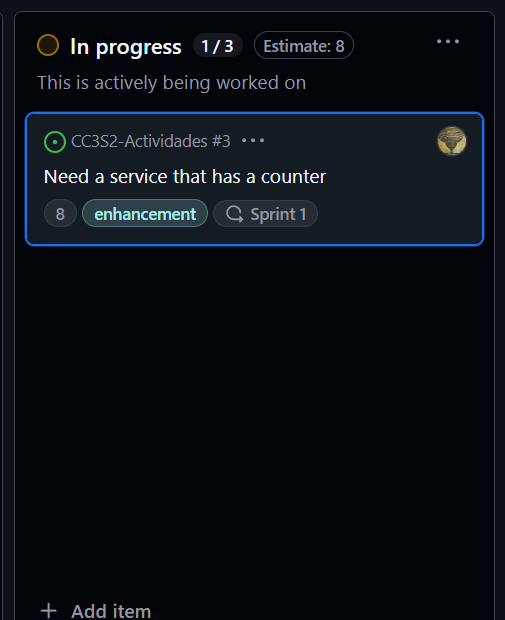 In progress 1 / 3 Estimate: 8
This is actively being worked on
CC3S2-Actividades #3
Need a service that has a counter
8 enhancement Sprint 1
Add item